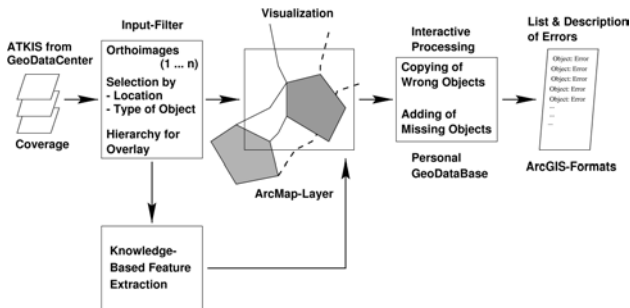 ATKIS from
GeoDataCenter
Coverage
Input-Filter
Orthoimages
(1 ... n)
Selection by
- Location
- Type of Object
Hierarchy for
Overlay
Knowledge-
Based Feature
Extraction
Visualization
ArcMap-Layer
Interactive
Processing
Copying of
Wrong Objects
Adding of
Missing Objects
Personal
GeoDataBase
List & Description
of Errors
Object: Error
Object: Error
Object: Error
Object: Error
Object: Error
...
...
...
ArcGIS-Formats